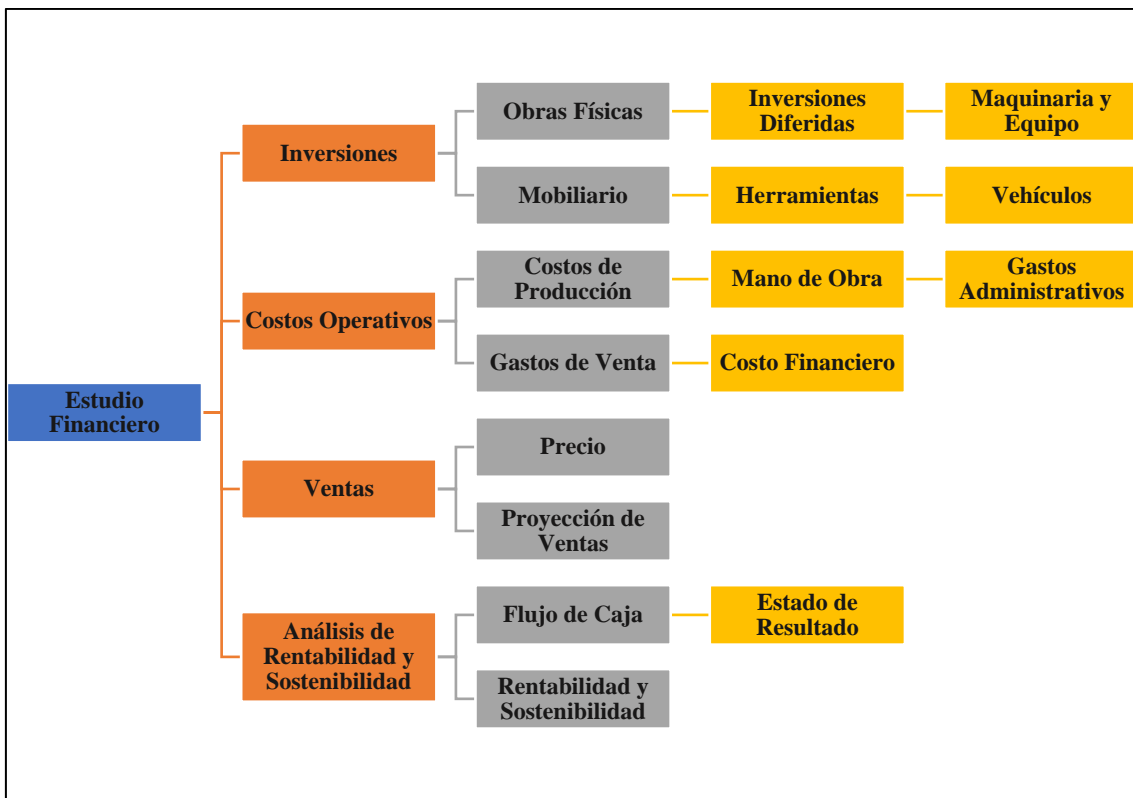 Estudio
Financiero
Inversiones
Obras Físicas
Inversiones
Diferidas
Maquinaria y
Equipo
Mobiliario
Herramientas
Vehículos
Costos Operativos
Costos de
Producción
Mano de Obra
Gastos
Administrativos
Gastos de Venta
Costo Financiero
Ventas
Precio
Proyección de
Ventas
Análisis de
Rentabilidad y
Sostenibilidad
Flujo de Caja
Estado de
Resultado
Rentabilidad y
Sostenibilidad